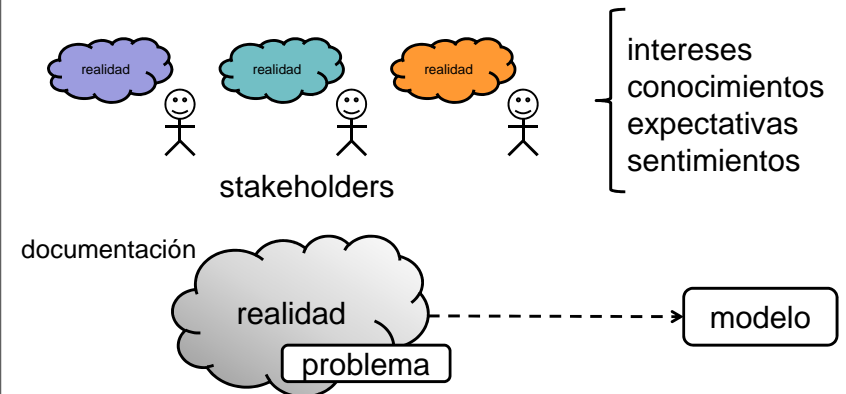 realidad
realidad
realidad
intereses
conocimientos
expectativas
sentimientos
stakeholders
documentación
realidad
problema
modelo